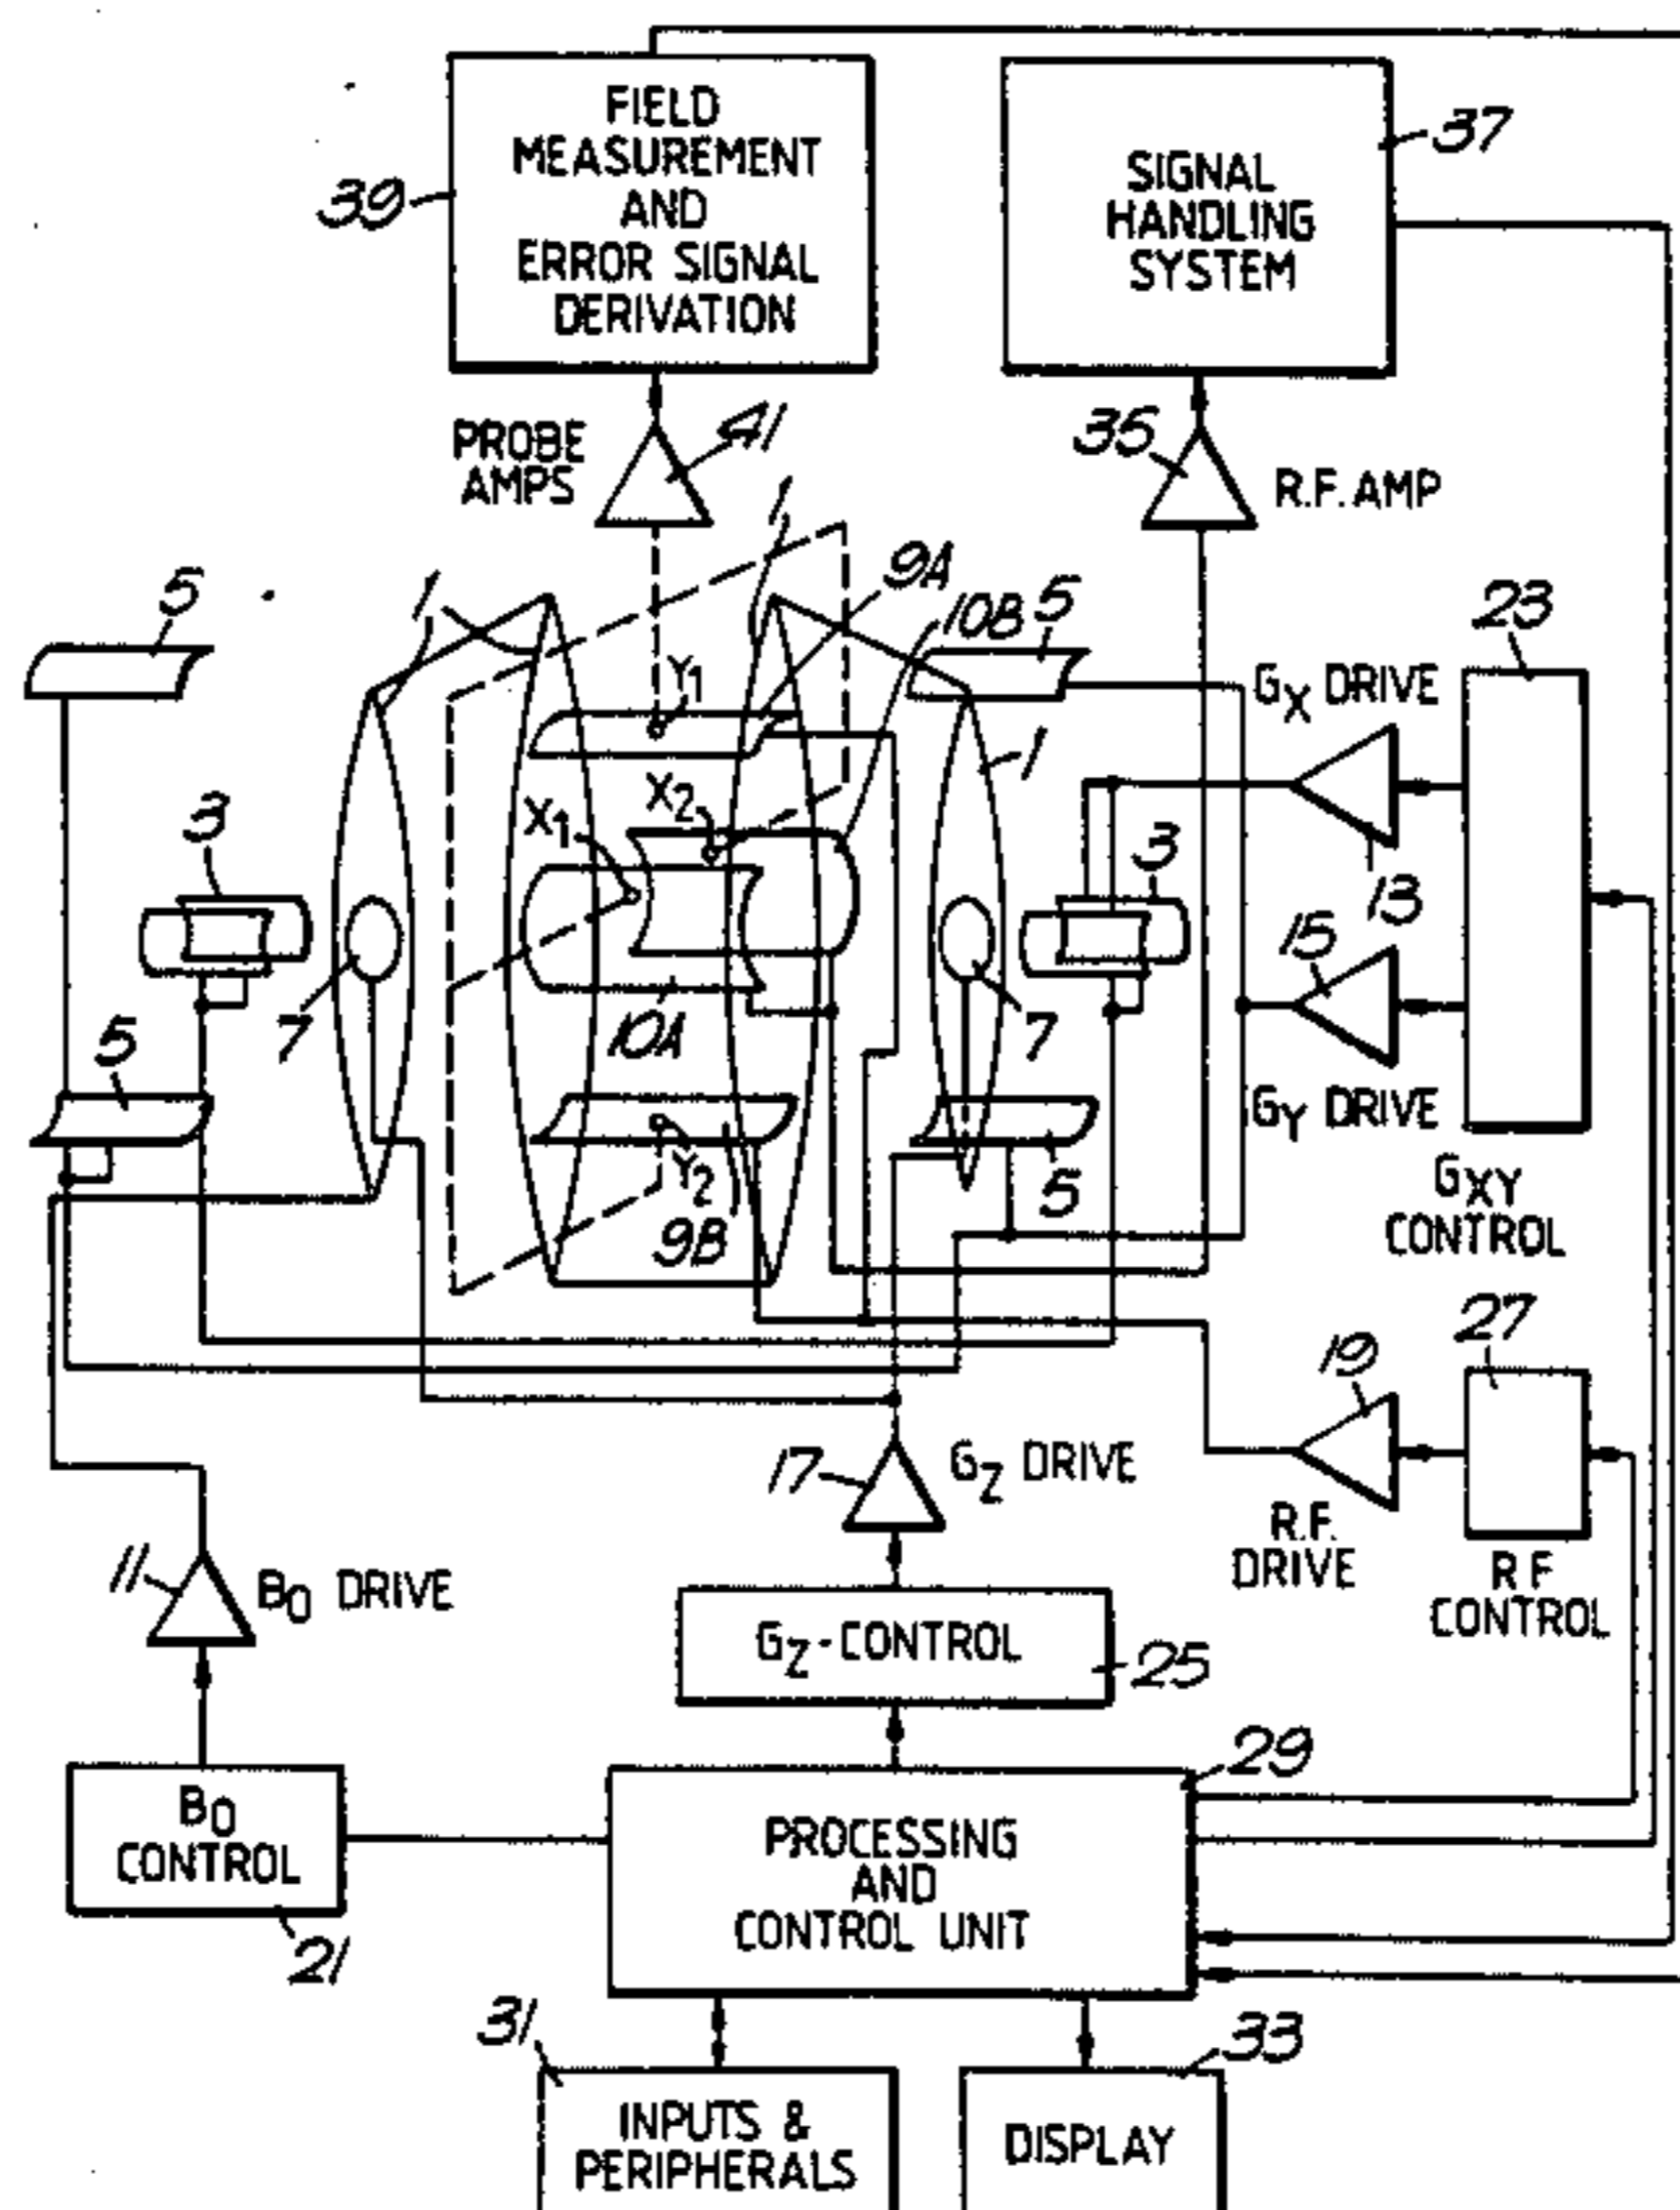 FIELD
MEASUREMENT
AND
ERROR SIGNAL
DERIVATION
39
SIGNAL
HANDLING
SYSTEM
37
PROBE
AMPS
41
35
R.F. AMP
5
1
1
9A
10B
5
23
GX DRIVE
Y1
1
X2
X1
3
3
13
15
7
10A
7
5
GY DRIVE
Y2
9B
5
GXY
CONTROL
27
19
17
GZ DRIVE
R.F.
DRIVE
R F
CONTROL
11
B0 DRIVE
GZ-CONTROL
25
29
B0
CONTROL
21
PROCESSING
AND
CONTROL UNIT
31
33
INPUTS &
PERIPHERALS
DISPLAY